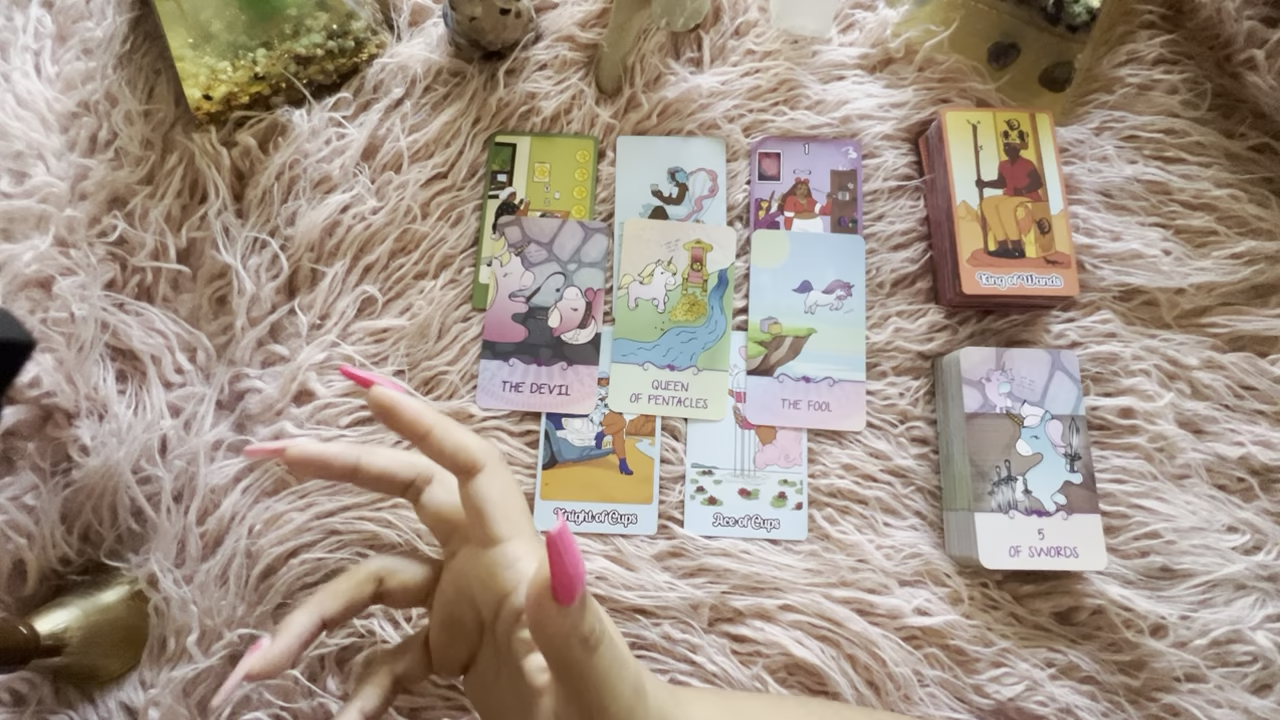 1
King of Wands
THE DEVIL
QUEEN
OF PENTACLES
THE FOOL
Knight of Cups
Ace of Cups
5
OF SWORDS